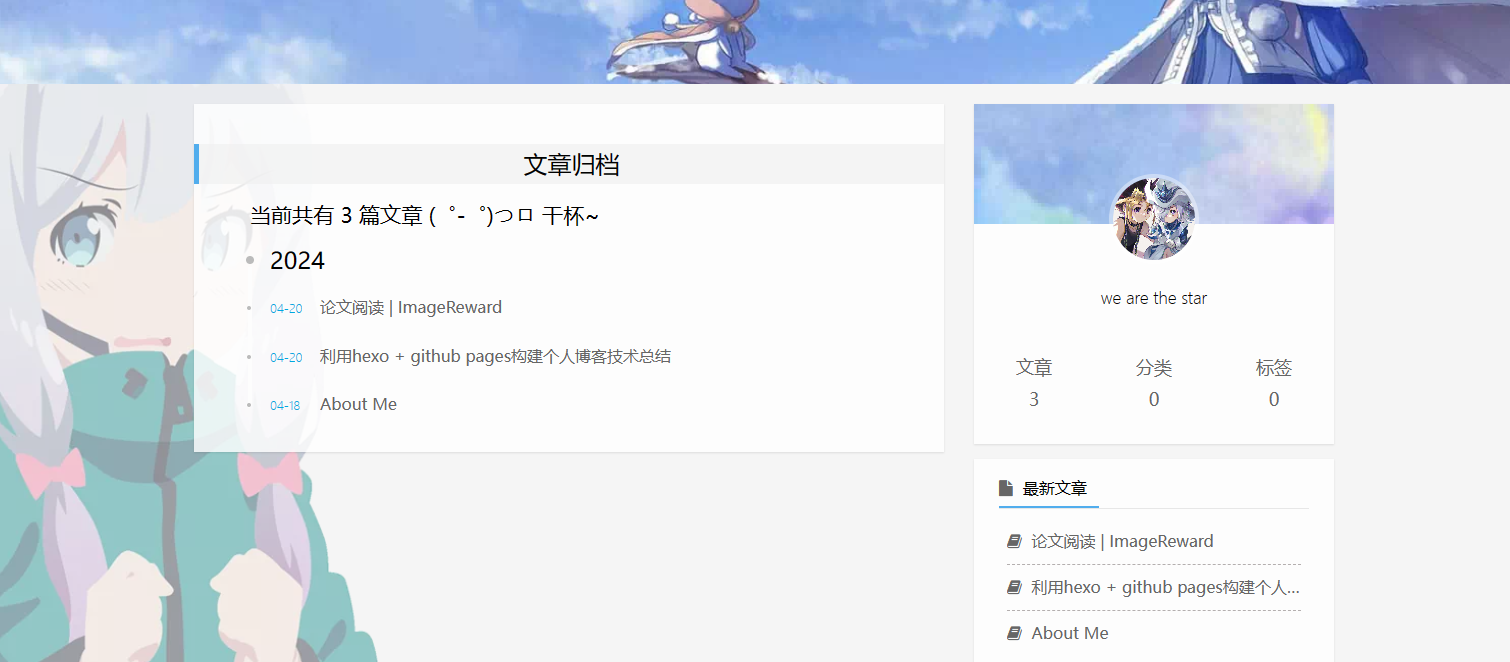 文章归档
当前共有 3 篇文章 ( ゜- ゜)つロ 干杯~
2024
04-20 论文阅读 | ImageReward
04-20 利用hexo + github pages构建个人博客技术总结
04-18 About Me
we are the star
文章 分类 标签
3 0 0
最新文章
论文阅读 | ImageReward
利用hexo + github pages构建个人...
About Me